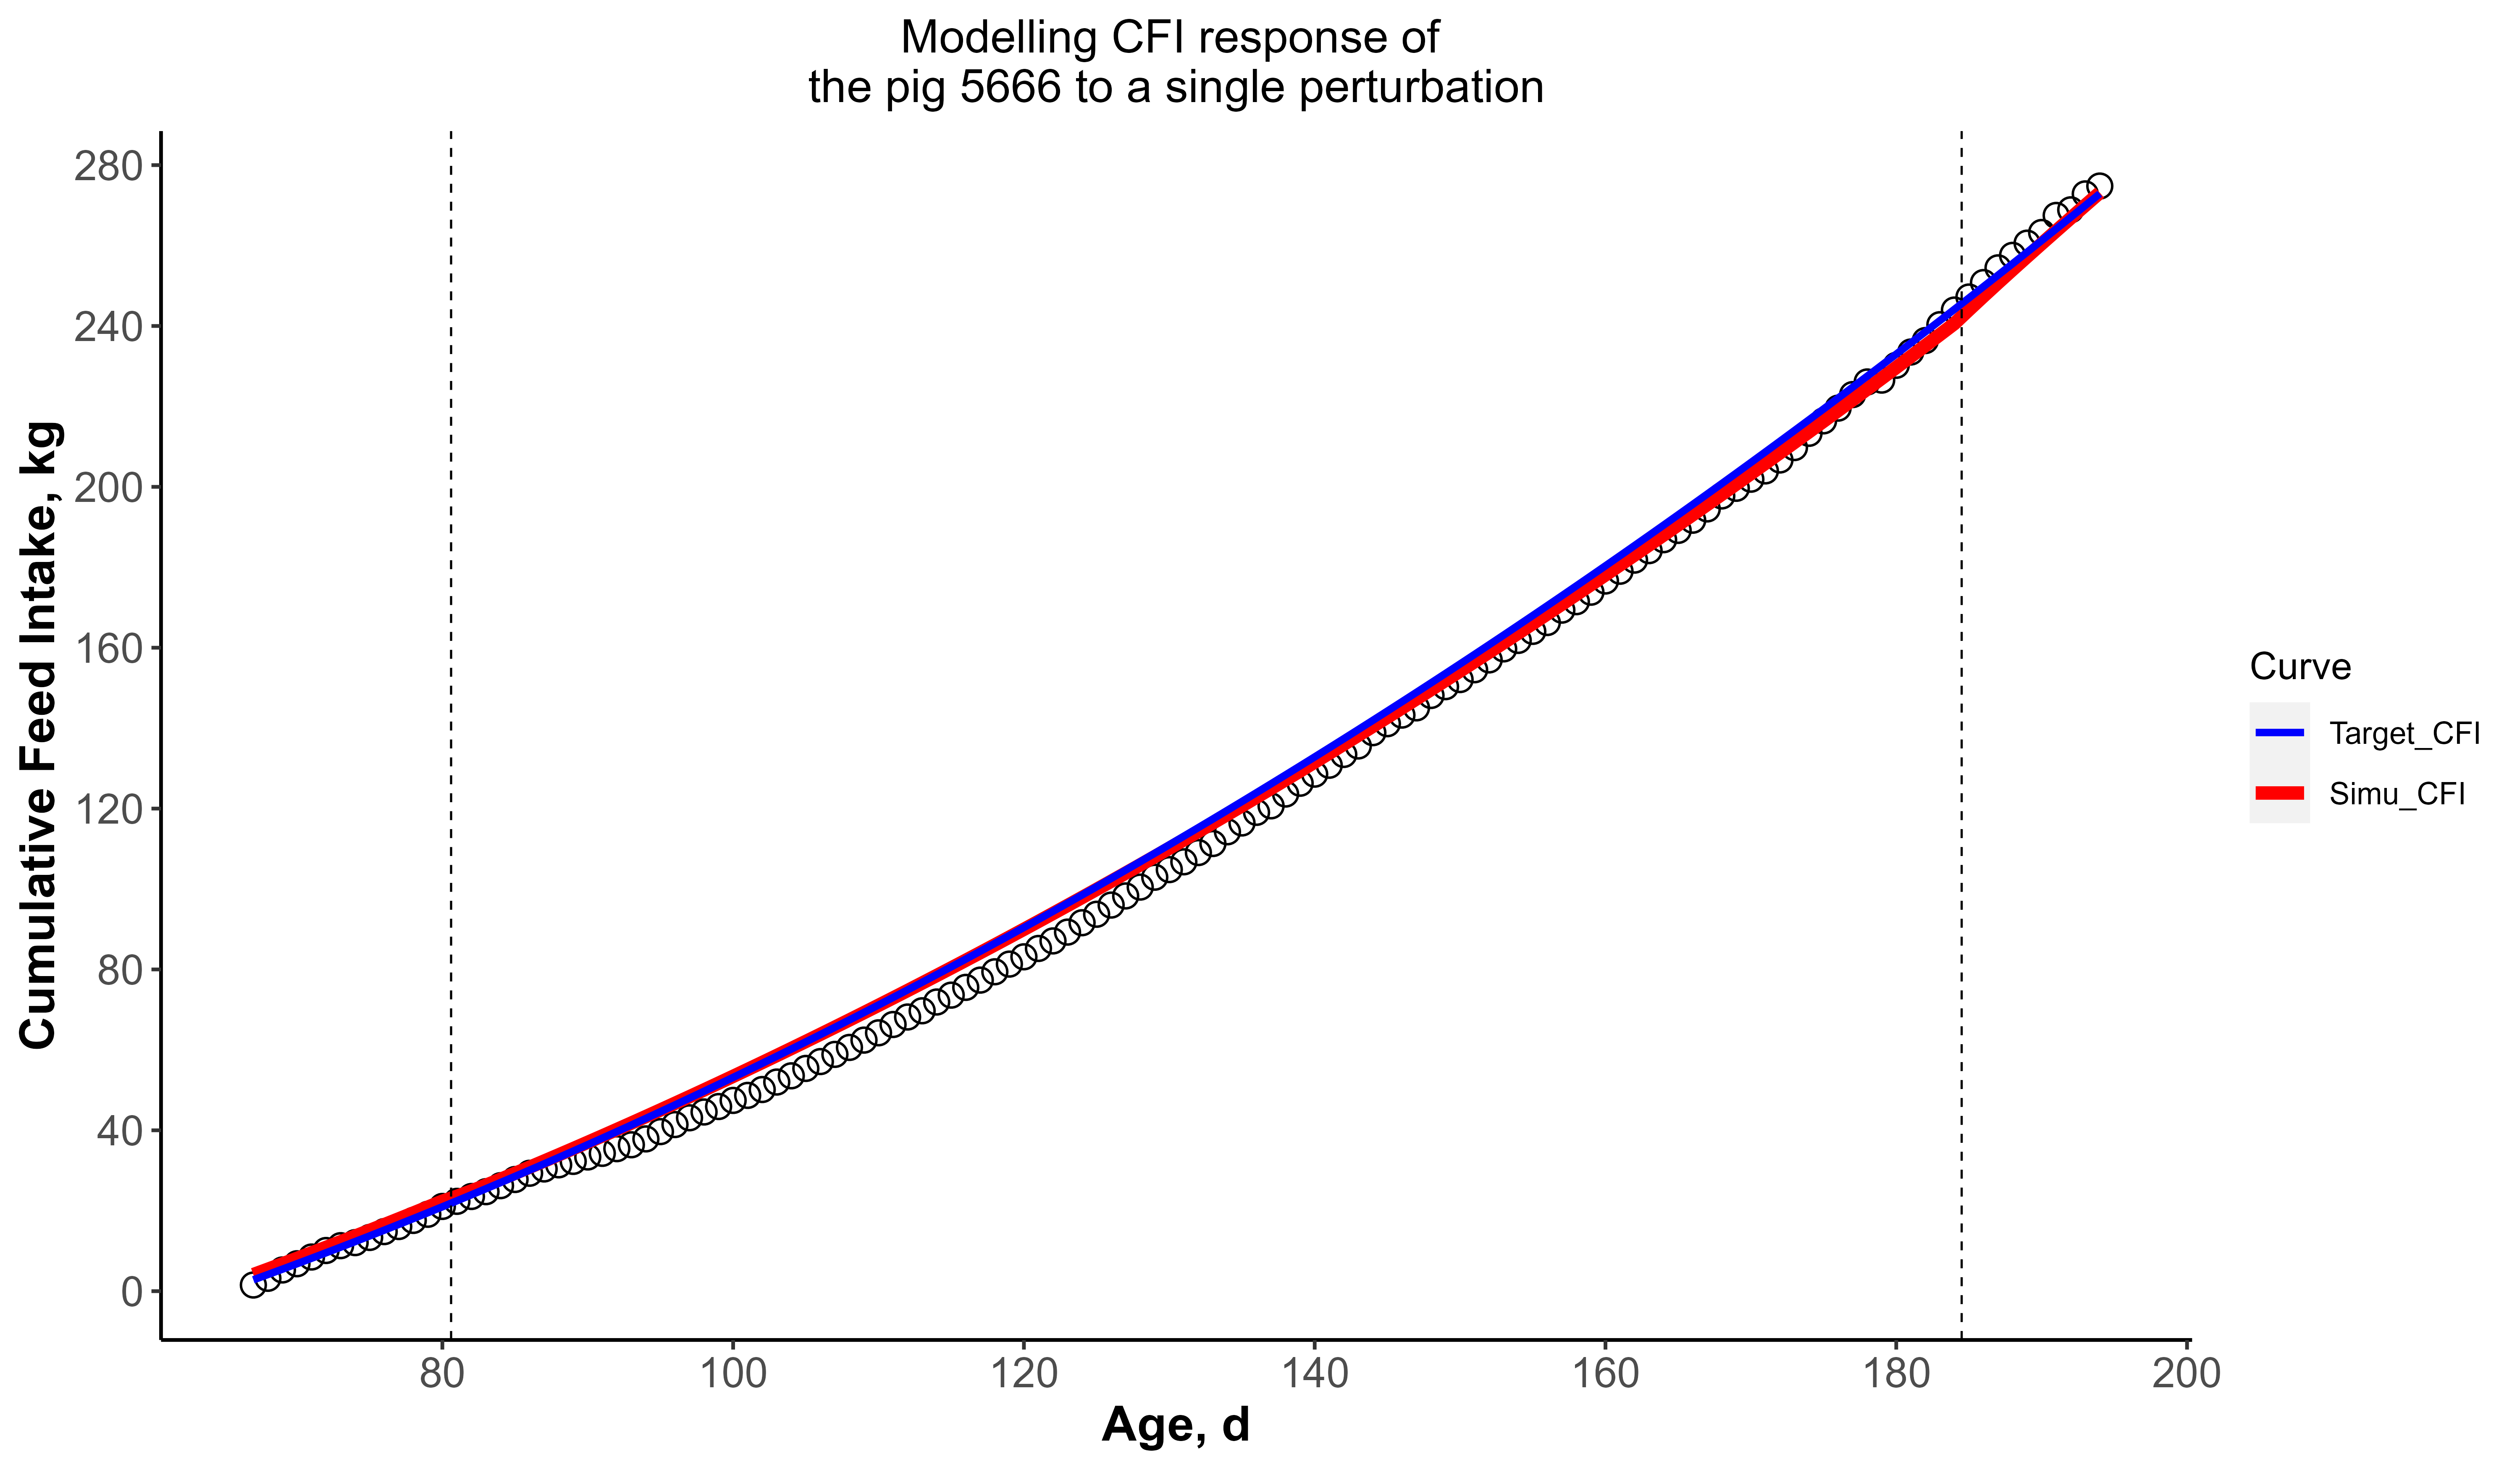 Modelling CFI response of
the pig 5666 to a single perturbation
Cumulative Feed Intake, kg
280
240
200
160
120
80
40
0
80 100 120 140 160 180 200
Age, d
Curve
Target_CFI
Simu_CFI